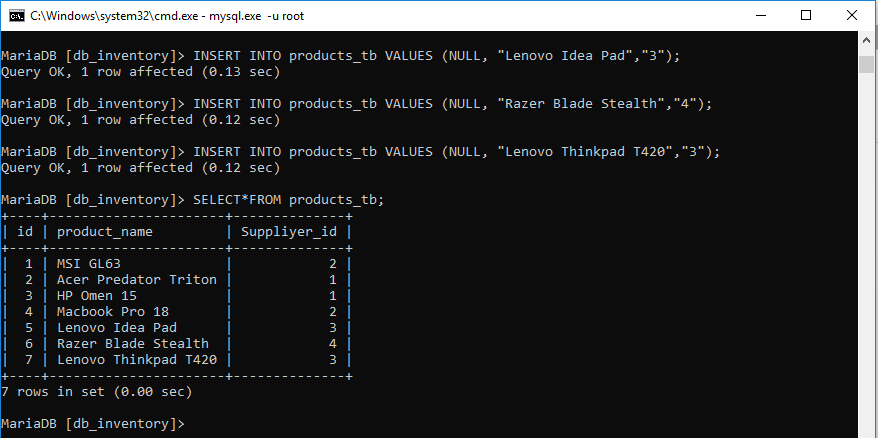 C:\Windows\system32\cmd.exe - mysql.exe  -u root
MariaDB [db_inventory]> INSERT INTO products_tb VALUES (NULL, "Lenovo Idea Pad","3");
Query OK, 1 row affected (0.13 sec)
MariaDB [db_inventory]> INSERT INTO products_tb VALUES (NULL, "Razer Blade Stealth","4");
Query OK, 1 row affected (0.12 sec)
MariaDB [db_inventory]> INSERT INTO products_tb VALUES (NULL, "Lenovo Thinkpad T420","3");
Query OK, 1 row affected (0.12 sec)
MariaDB [db_inventory]> SELECT*FROM products_tb;
+----+----------------------+--------------+
| id | product_name         | Suppliyer_id |
+----+----------------------+--------------+
|  1 | MSI GL63             |            2 |
|  2 | Acer Predator Triton |            1 |
|  3 | HP Omen 15           |            1 |
|  4 | Macbook Pro 18       |            2 |
|  5 | Lenovo Idea Pad      |            3 |
|  6 | Razer Blade Stealth  |            4 |
|  7 | Lenovo Thinkpad T420 |            3 |
+----+----------------------+--------------+
7 rows in set (0.00 sec)
MariaDB [db_inventory]>